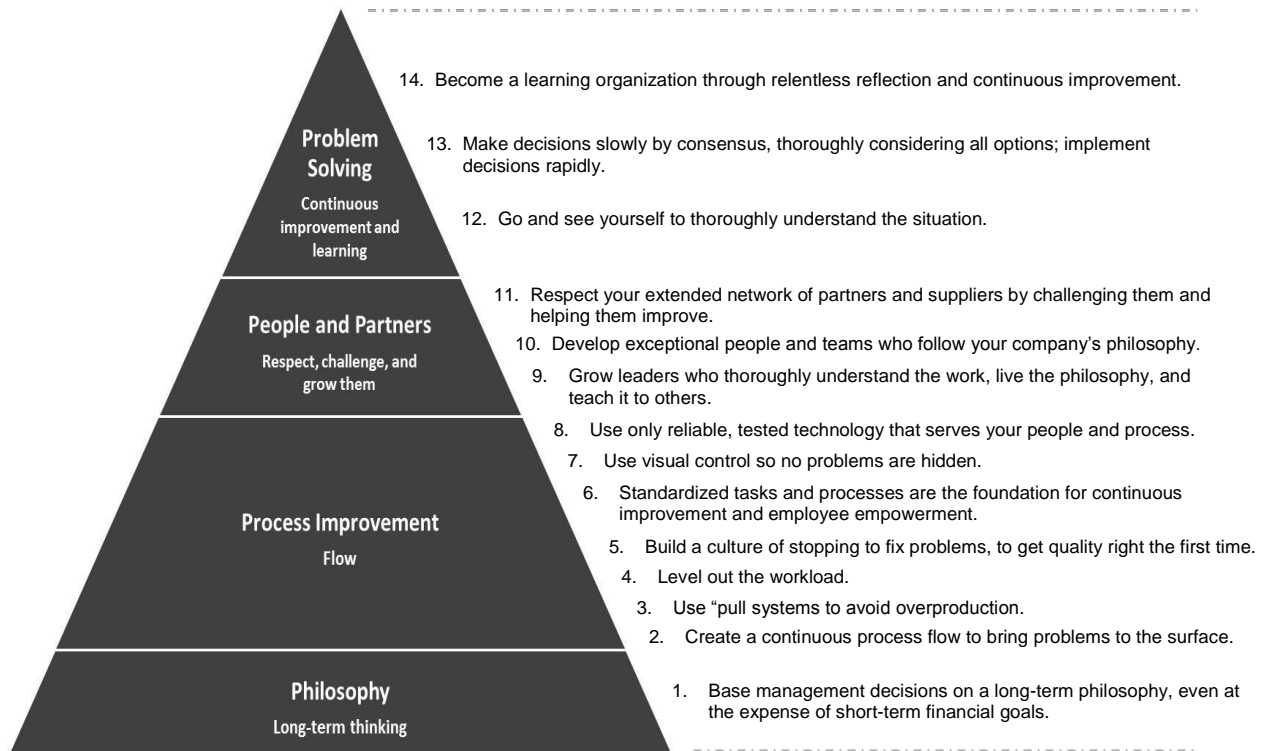 14. Become a learning organization through relentless reflection and continuous improvement.
Problem
Solving
Continuous
improvement and
learning
13. Make decisions slowly by consensus, thoroughly considering all options; implement
decisions rapidly.
12. Go and see yourself to thoroughly understand the situation.
People and Partners
Respect, challenge, and
grow them
11. Respect your extended network of partners and suppliers by challenging them and
helping them improve.
10. Develop exceptional people and teams who follow your company’s philosophy.
9. Grow leaders who thoroughly understand the work, live the philosophy, and
teach it to others.
Process Improvement
Flow
8. Use only reliable, tested technology that serves your people and process.
7. Use visual control so no problems are hidden.
6. Standardized tasks and processes are the foundation for continuous
improvement and employee empowerment.
5. Build a culture of stopping to fix problems, to get quality right the first time.
4. Level out the workload.
3. Use “pull systems to avoid overproduction.
2. Create a continuous process flow to bring problems to the surface.
Philosophy
Long-term thinking
1. Base management decisions on a long-term philosophy, even at
the expense of short-term financial goals.